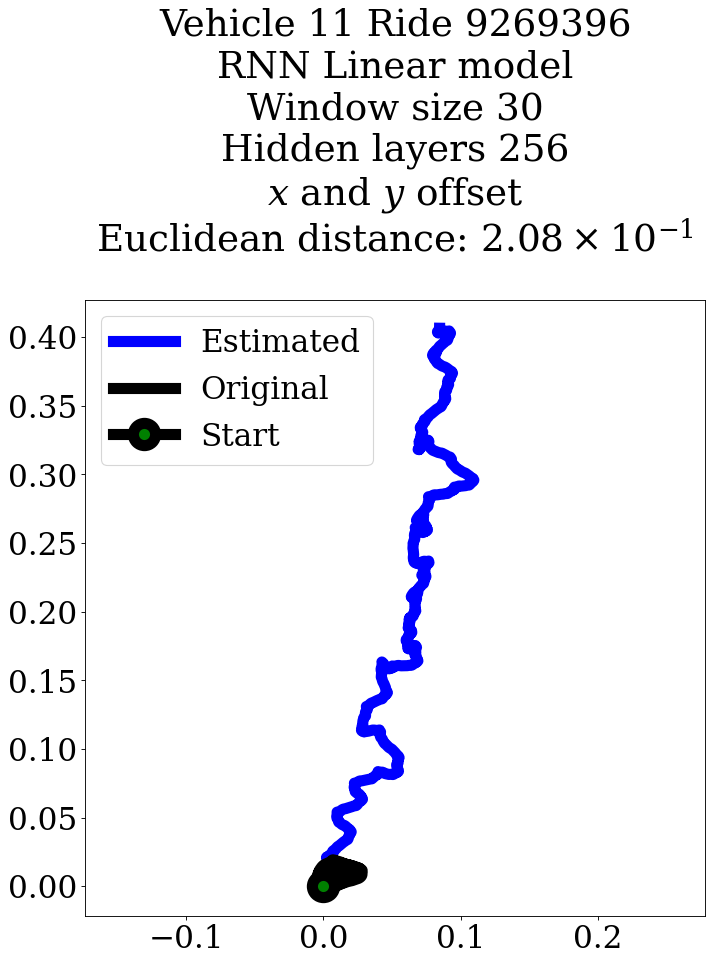 Vehicle 11 Ride 9269396
RNN Linear model
Window size 30
Hidden layers 256
x and y offset
Euclidean distance: 2.08 × 10⁻¹
Estimated
Original
Start
0.40
0.35
0.30
0.25
0.20
0.15
0.10
0.05
0.00
−0.1 0.0 0.1 0.2